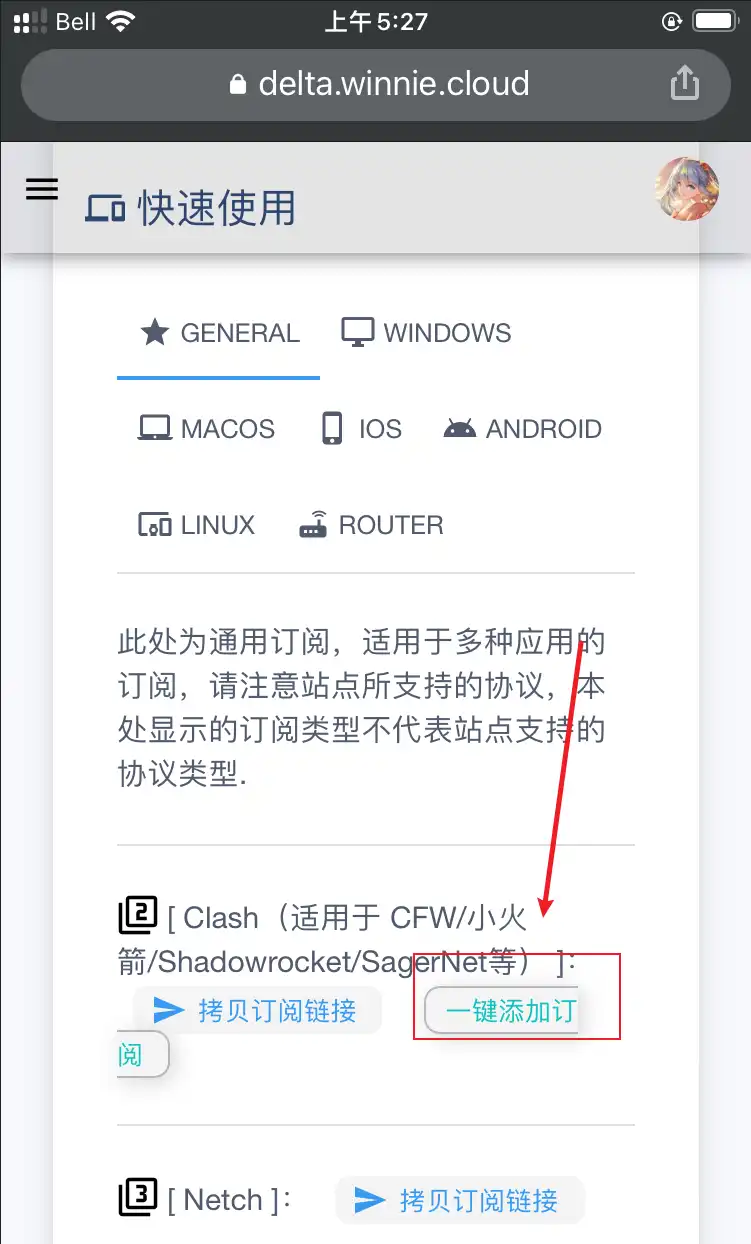 Bell 上午5:27
delta.winnie.cloud
快速使用
GENERAL WINDOWS
MACOS IOS ANDROID
LINUX ROUTER
此处为通用订阅，适用于多种应用的
订阅，请注意站点所支持的协议，本
处显示的订阅类型不代表站点支持的
协议类型.
2 [ Clash（适用于 CFW/小火
箭/Shadowrocket/SagerNet等） ]:
拷贝订阅链接 一键添加订
阅
3 [ Netch ]: 拷贝订阅链接